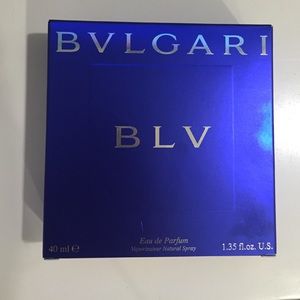 BVLGARI
BLV
Eau de Parfum
Vaporisateur Natural Spray
40 ml ℮
1.35 fl.oz. U.S.